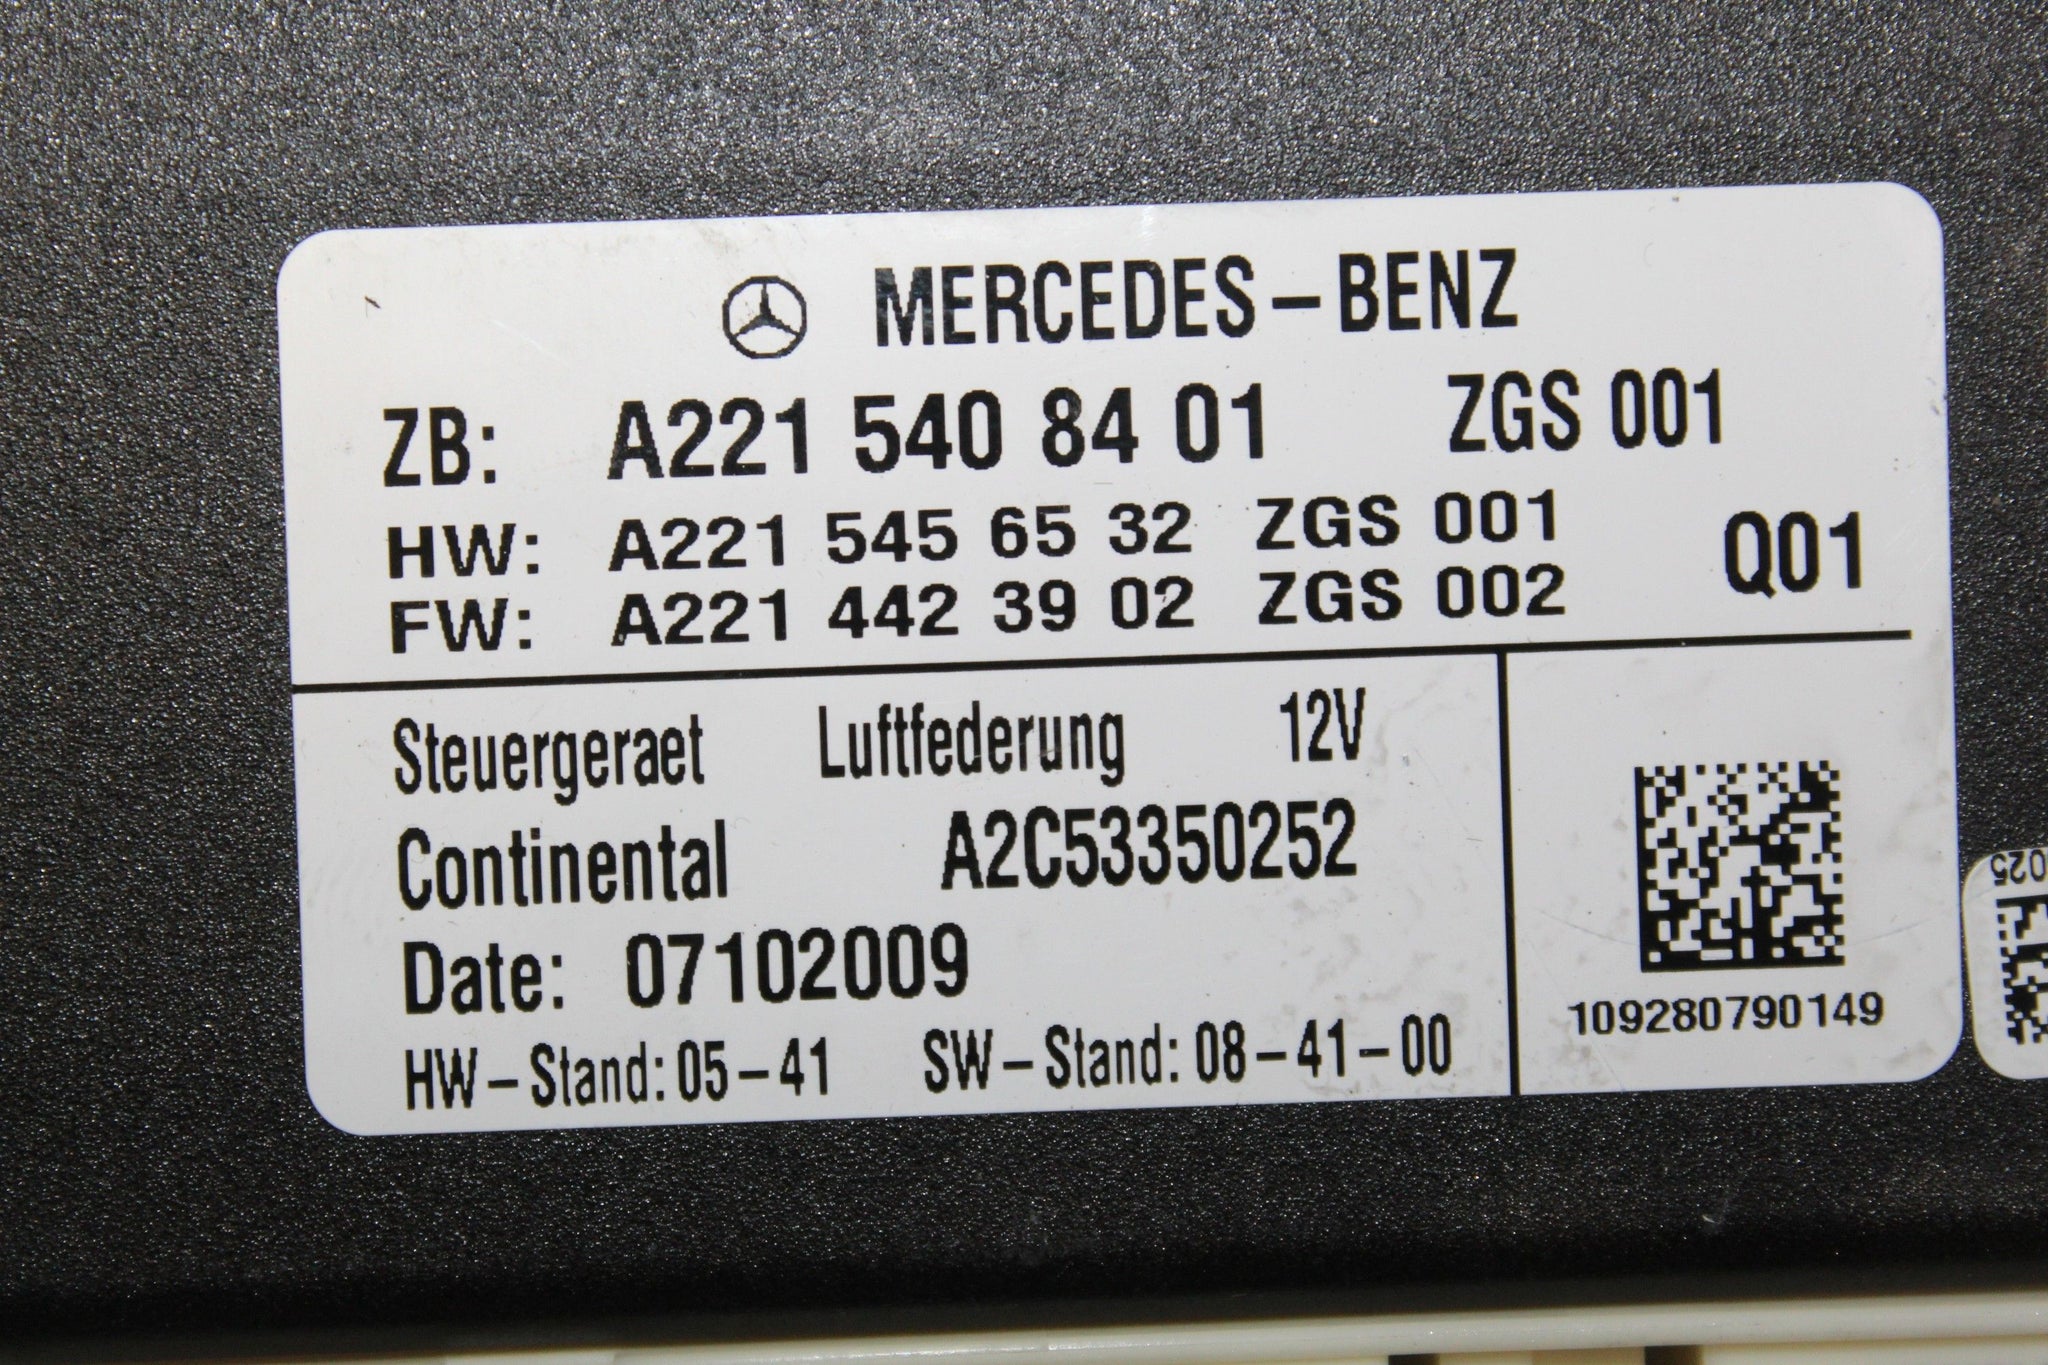 MERCEDES-BENZ
ZB: A221 540 84 01 ZGS 001
HW: A221 545 65 32 ZGS 001
FW: A221 442 39 02 ZGS 002
Q01
Steuergeraet Luftfederung 12V
Continental A2C53350252
Date: 07102009
HW-Stand: 05-41 SW-Stand: 08-41-00
109280790149